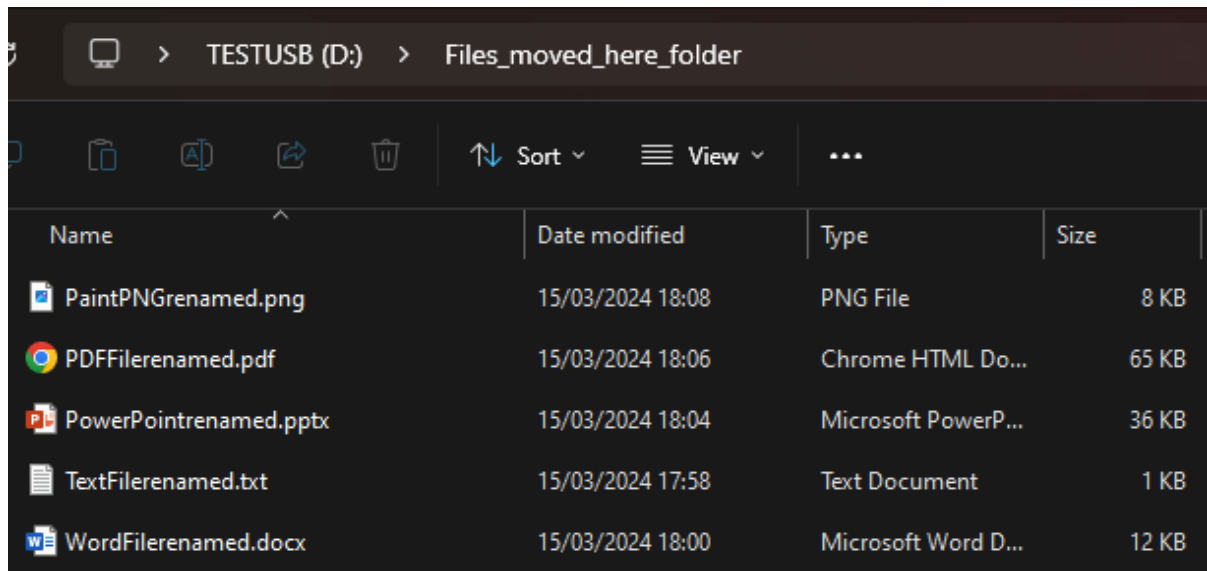 TESTUSB (D:) > Files_moved_here_folder
Sort View
Name Date modified Type Size
PaintPNGrenamed.png 15/03/2024 18:08 PNG File 8 KB
PDFFilerenamed.pdf 15/03/2024 18:06 Chrome HTML Do... 65 KB
PowerPointrenamed.pptx 15/03/2024 18:04 Microsoft PowerP... 36 KB
TextFilerenamed.txt 15/03/2024 17:58 Text Document 1 KB
WordFilerenamed.docx 15/03/2024 18:00 Microsoft Word D... 12 KB